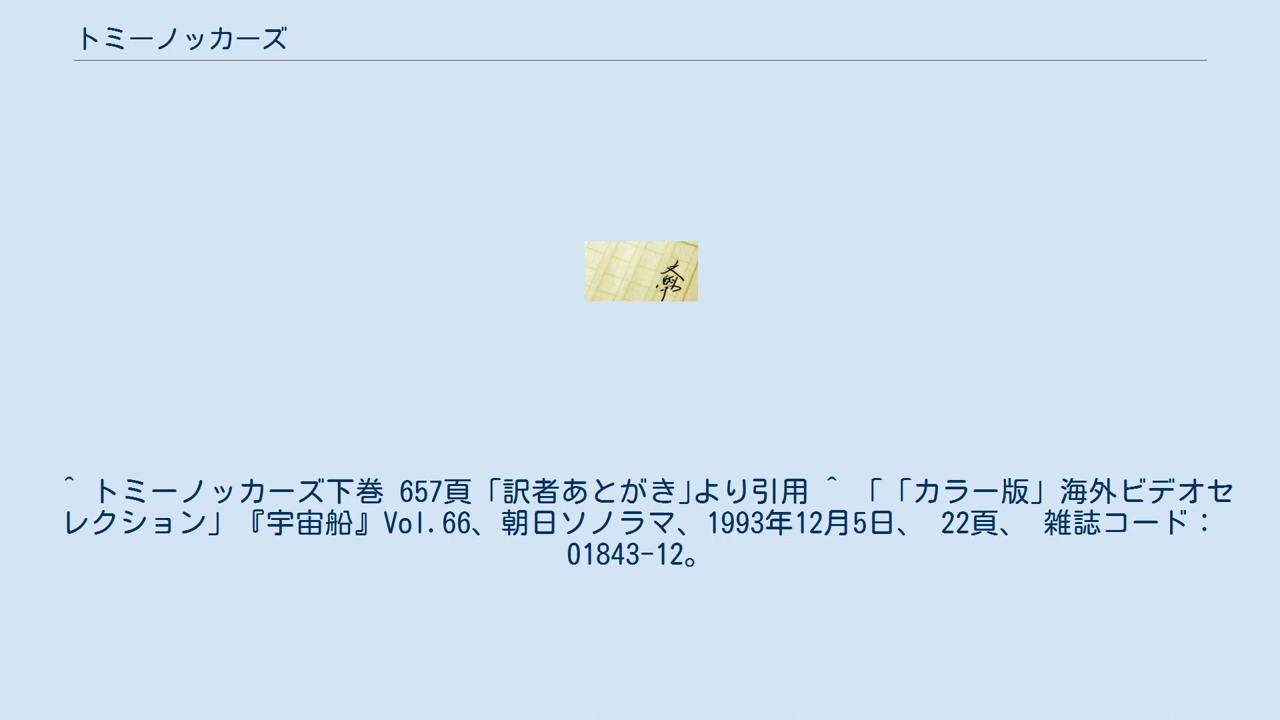 トミーノッカーズ
^ トミーノッカーズ下巻 657頁「訳者あとがき」より引用 ^ 「「カラー版」海外ビデオセ
レクション」『宇宙船』Vol.66、朝日ソノラマ、1993年12月5日、 22頁、 雑誌コード：
01843-12。